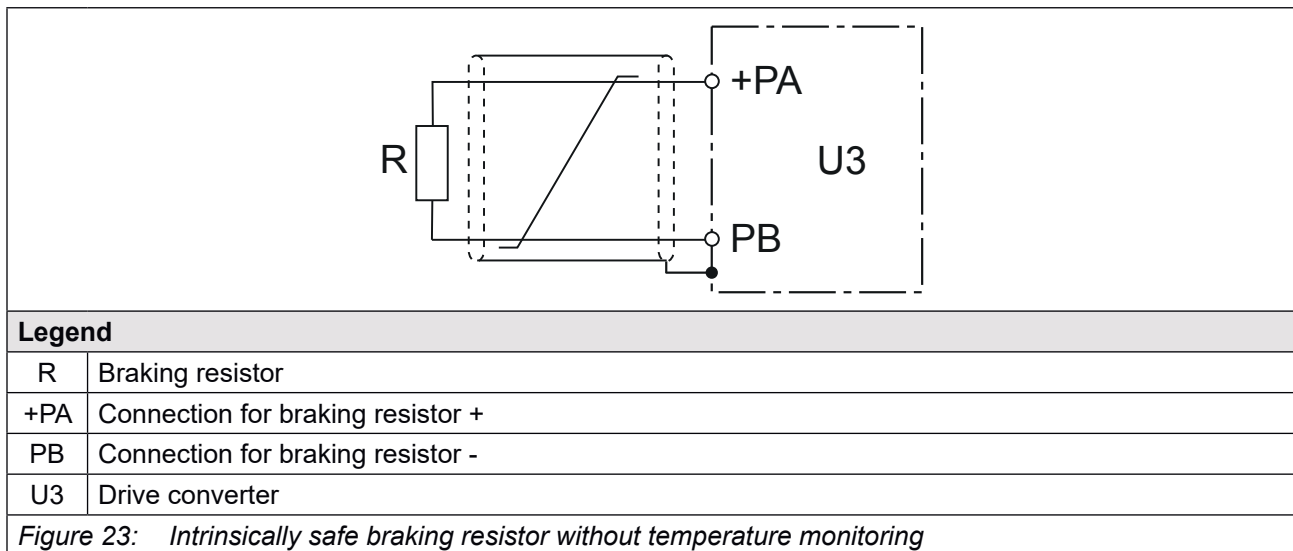 +PA
R
U3
PB
Legend
R Braking resistor
+PA Connection for braking resistor +
PB Connection for braking resistor -
U3 Drive converter
Figure 23: Intrinsically safe braking resistor without temperature monitoring